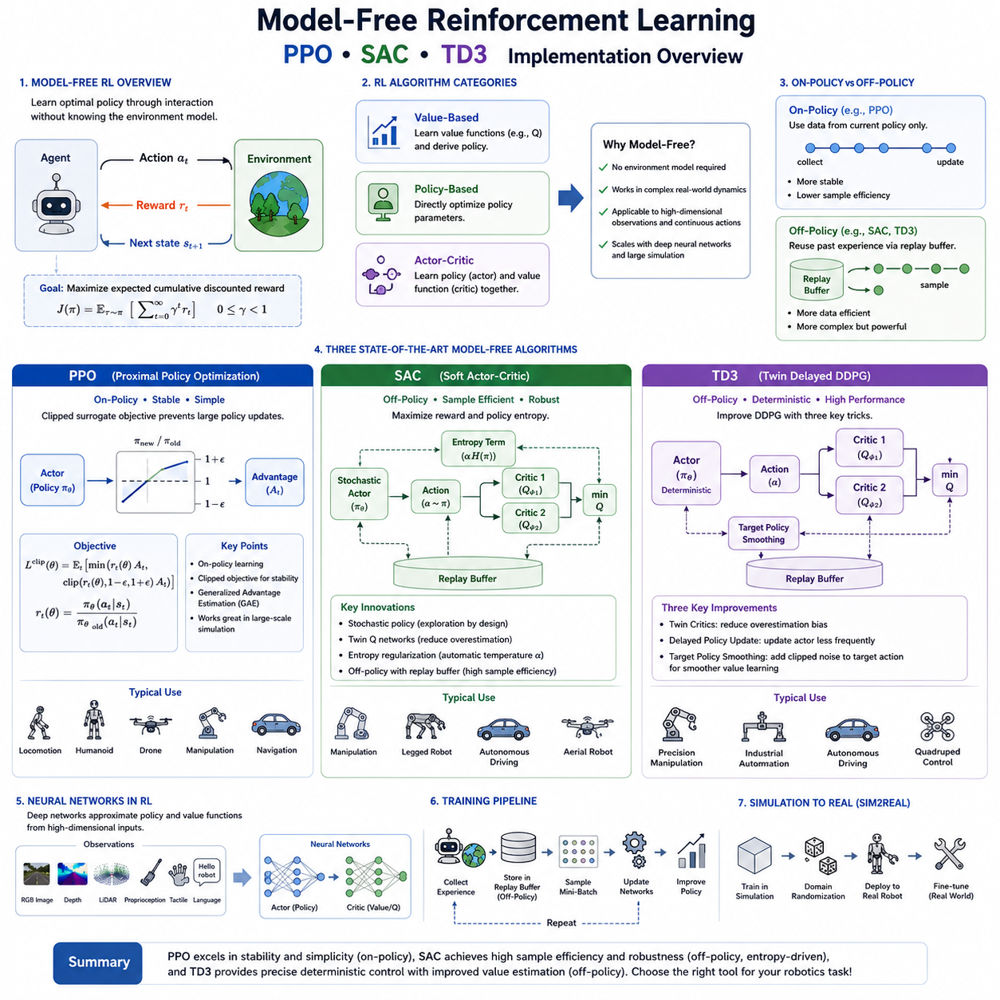 Model-Free Reinforcement Learning
PPO • SAC • TD3 Implementation Overview
1. MODEL-FREE RL OVERVIEW
Learn optimal policy through interaction
without knowing the environment model.
Agent
Action a_t
Reward r_t
Next state s_{t+1}
Environment
Goal: Maximize expected cumulative discounted reward
J(π) = 𝔼_{τ∼π} [ ∑_{t=0}^{∞} γ^t r_t ] 0 ≤ γ < 1
2. RL ALGORITHM CATEGORIES
Value-Based
Learn value functions (e.g., Q)
and derive policy.
Policy-Based
Directly optimize policy
parameters.
Actor-Critic
Learn policy (actor) and value
function (critic) together.
Why Model-Free?
✓ No environment model required
✓ Works in complex real-world dynamics
✓ Applicable to high-dimensional
observations and continuous actions
✓ Scales with deep neural networks
and large simulation
3. ON-POLICY vs OFF-POLICY
On-Policy (e.g., PPO)
Use data from current policy only.
collect
update
• More stable
• Lower sample efficiency
Off-Policy (e.g., SAC, TD3)
Reuse past experience via replay buffer.
Replay
Buffer
sample
• More data efficient
• More complex but powerful
4. THREE STATE-OF-THE-ART MODEL-FREE ALGORITHMS
PPO (Proximal Policy Optimization)
On-Policy • Stable • Simple
Clipped surrogate objective prevents large policy updates.
π_new / π_old
Actor
(Policy π_θ)
1+ϵ
1
1−ϵ
Advantage
(A_t)
Objective
L^clip(θ) = 𝔼_t [min(r_t(θ) A_t,
clip(r_t(θ), 1−ϵ, 1+ϵ) A_t)]
r_t(θ) = π_θ(a_t|s_t) / π_θ old(a_t|s_t)
Key Points
• On-policy learning
• Clipped objective for stability
• Generalized Advantage
Estimation (GAE)
• Works great in large-scale
simulation
Typical Use
Locomotion
Humanoid
Drone
Manipulation
Navigation
SAC (Soft Actor-Critic)
Off-Policy • Sample Efficient • Robust
Maximize reward and policy entropy.
Entropy Term
(αH(π))
Stochastic
Actor
(π_θ)
Action
(a ∼ π)
Critic 1
(Q_ϕ1)
Critic 2
(Q_ϕ2)
min
Q
Replay Buffer
Key Innovations
• Stochastic policy (exploration by design)
• Twin Q networks (reduce overestimation)
• Entropy regularization (automatic temperature α)
• Off-policy with replay buffer (high sample efficiency)
Typical Use
Manipulation
Legged Robot
Autonomous
Driving
Aerial Robot
TD3 (Twin Delayed DDPG)
Off-Policy • Deterministic • High Performance
Improve DDPG with three key tricks.
Actor
(π_θ)
Deterministic
Action
(a)
Critic 1
(Q_ϕ1)
Critic 2
(Q_ϕ2)
min
Q
Target Policy
Smoothing
Replay Buffer
Three Key Improvements
• Twin Critics: reduce overestimation bias
• Delayed Policy Update: update actor less frequently
• Target Policy Smoothing: add clipped noise to target action
for smoother value learning
Typical Use
Precision
Manipulation
Industrial
Automation
Autonomous
Driving
Quadruped
Control
5. NEURAL NETWORKS IN RL
Deep networks approximate policy and value functions
from high-dimensional inputs.
Observations
Hello
robot
RGB Image
Depth
LiDAR
Proprioception
Tactile
Language
Neural Networks
Actor (Policy)
Critic (Value/Q)
6. TRAINING PIPELINE
Collect
Experience
Store in
Replay Buffer
(Off-Policy)
Sample
Mini-Batch
Update
Networks
Improve
Policy
Repeat
7. SIMULATION TO REAL (SIM2REAL)
Train in
Simulation
Domain
Randomization
Deploy to
Real Robot
Fine-tune
(Real World)
Summary
PPO excels in stability and simplicity (on-policy), SAC achieves high sample efficiency and robustness (off-policy, entropy-driven),
and TD3 provides precise deterministic control with improved value estimation (off-policy). Choose the right tool for your robotics task!